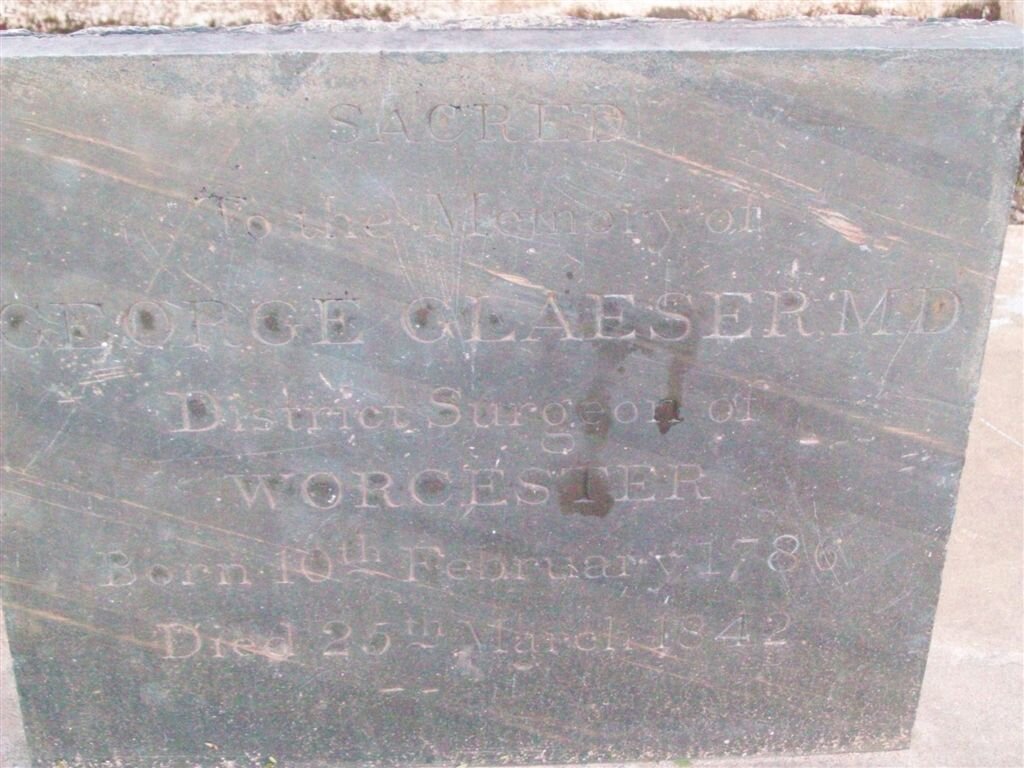 SACRED
To the Memory of
GEORGE GLAESER MD
District Surgeon of
WORCESTER
Born 10th February 1786
Died 25th March 1842